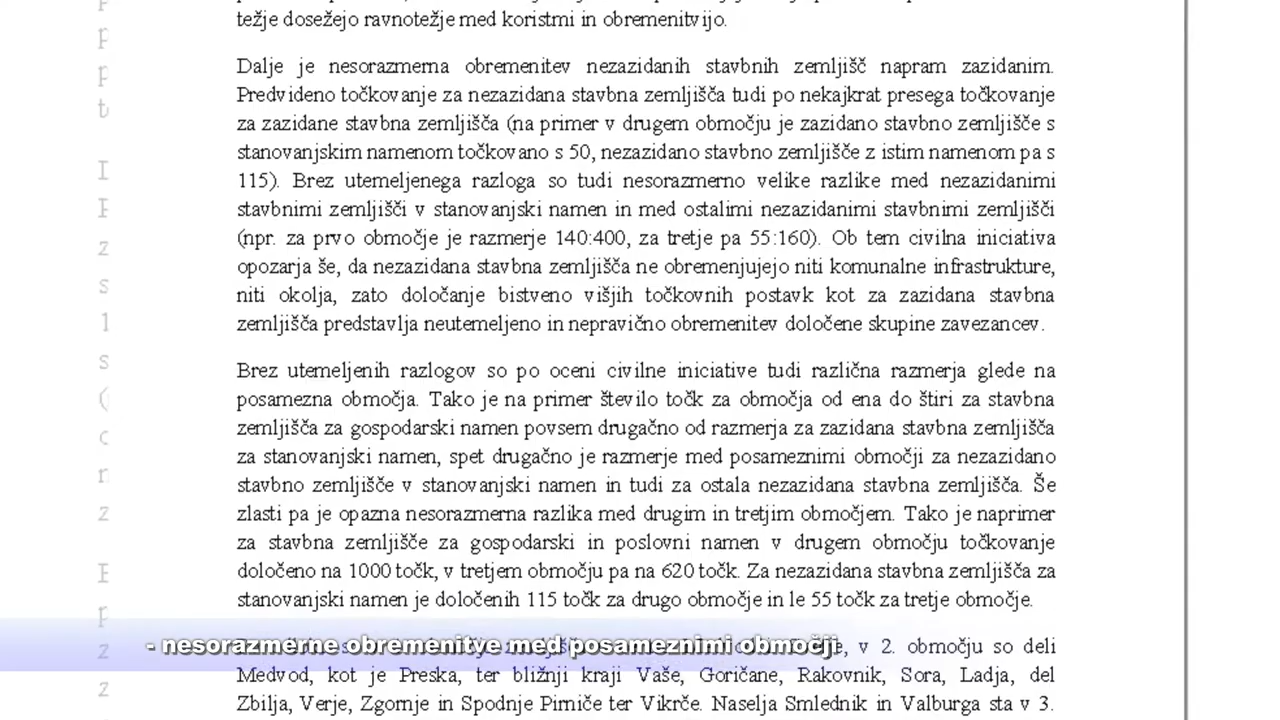 težje dosežejo ravnotežje med koristmi in obremenitvijo.
Dalje je nesorazmerna obremenitev nezazidanih stavbnih zemljišč napram zazidanim.
Predvideno točkovanje za nezazidana stavbna zemljišča tudi po nekajkrat presega točkovanje
za zazidane stavbna zemljišča (na primer v drugem območju je zazidano stavbno zemljišče s
stanovanjskim namenom točkovano s 50, nezazidano stavbno zemljišče z istim namenom pa s
115). Brez utemeljenega razloga so tudi nesorazmerno velike razlike med nezazidanimi
stavbnimi zemljišči v stanovanjski namen in med ostalimi nezazidanimi stavbnimi zemljišči
(npr. za prvo območje je razmerje 140:400, za tretje pa 55:160). Ob tem civilna iniciativa
opozarja še, da nezazidana stavbna zemljišča ne obremenjujejo niti komunalne infrastrukture,
niti okolja, zato določanje bistveno višjih točkovnih postavk kot za zazidana stavbna
zemljišča predstavlja neutemeljeno in nepravično obremenitev določene skupine zavezancev.
Brez utemeljenih razlogov so po oceni civilne iniciative tudi različna razmerja glede na
posamezna območja. Tako je na primer število točk za območja od ena do štiri za stavbna
zemljišča za gospodarski namen povsem drugačno od razmerja za zazidana stavbna zemljišča
za stanovanjski namen, spet drugačno je razmerje med posameznimi območji za nezazidano
stavbno zemljišče v stanovanjski namen in tudi za ostala nezazidana stavbna zemljišča. Še
zlasti pa je opazna nesorazmerna razlika med drugim in tretjim območjem. Tako je naprimer
za stavbna zemljišče za gospodarski in poslovni namen v drugem območju točkovanje
določeno na 1000 točk, v tretjem območju pa na 620 točk. Za nezazidana stavbna zemljišča za
stanovanjski namen je določenih 115 točk za drugo območje in le 55 točk za tretje območje.
- nesorazmerne obremenitve med posameznimi območji
v 2. območju so deli
Medvod, kot je Preska, ter bližnji kraji Vaše, Goričane, Rakovnik, Sora, Ladja, del
Zbilja, Verje, Zgornje in Spodnje Pirniče ter Vikrče. Naselja Smlednik in Valburga sta v 3.